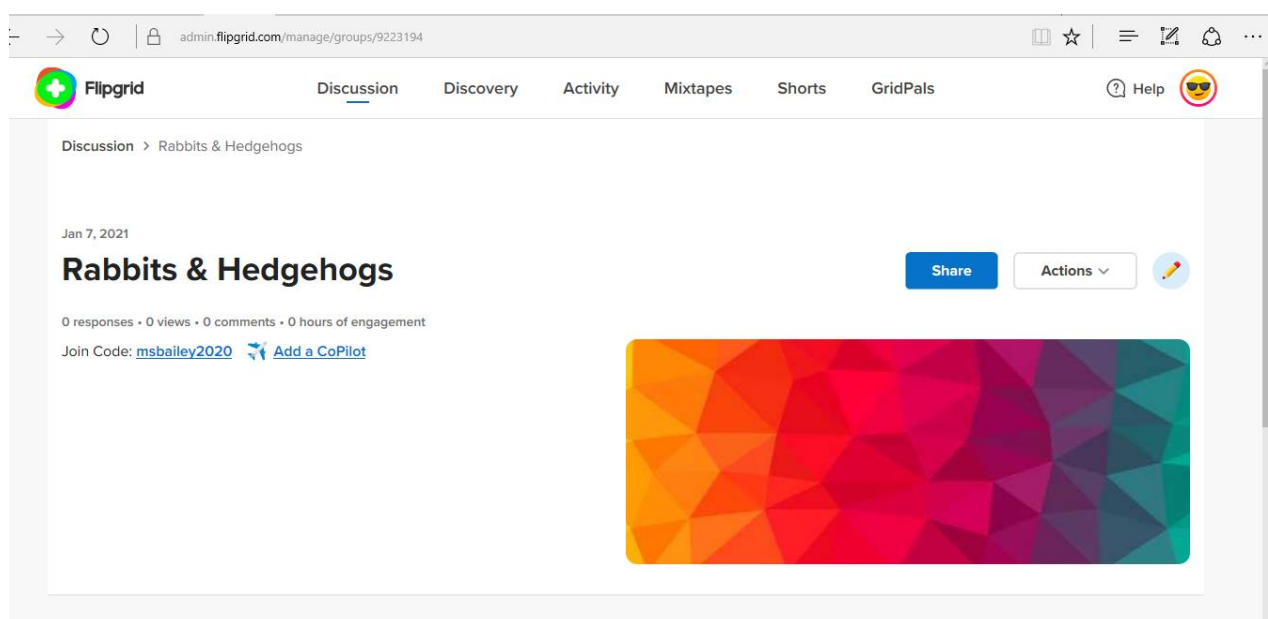 admin.flipgrid.com/manage/groups/9223194
Flipgrid Discussion Discovery Activity Mixtapes Shorts GridPals Help
Discussion > Rabbits & Hedgehogs
Jan 7, 2021
Rabbits & Hedgehogs
Share Actions
0 responses • 0 views • 0 comments • 0 hours of engagement
Join Code: msbailey2020 Add a CoPilot